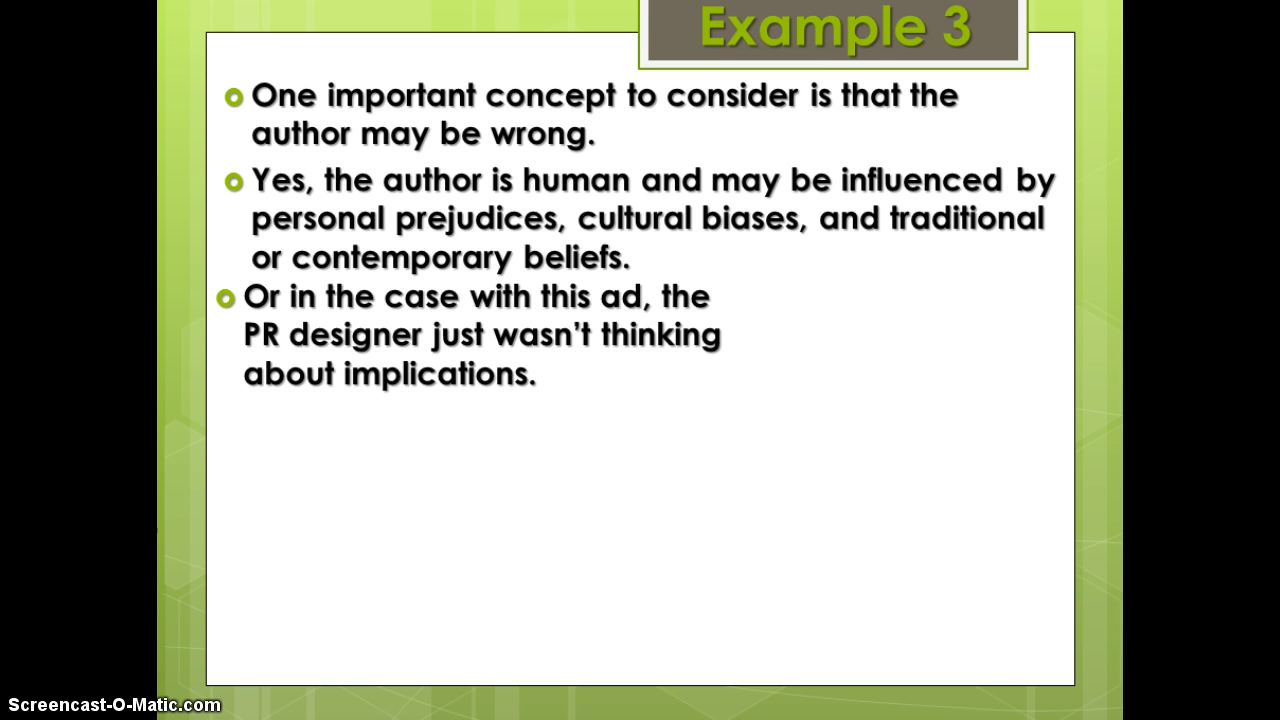 Example 3
One important concept to consider is that the
author may be wrong.
Yes, the author is human and may be influenced by
personal prejudices, cultural biases, and traditional
or contemporary beliefs.
Or in the case with this ad, the
PR designer just wasn’t thinking
about implications.
Screencast-O-Matic.com